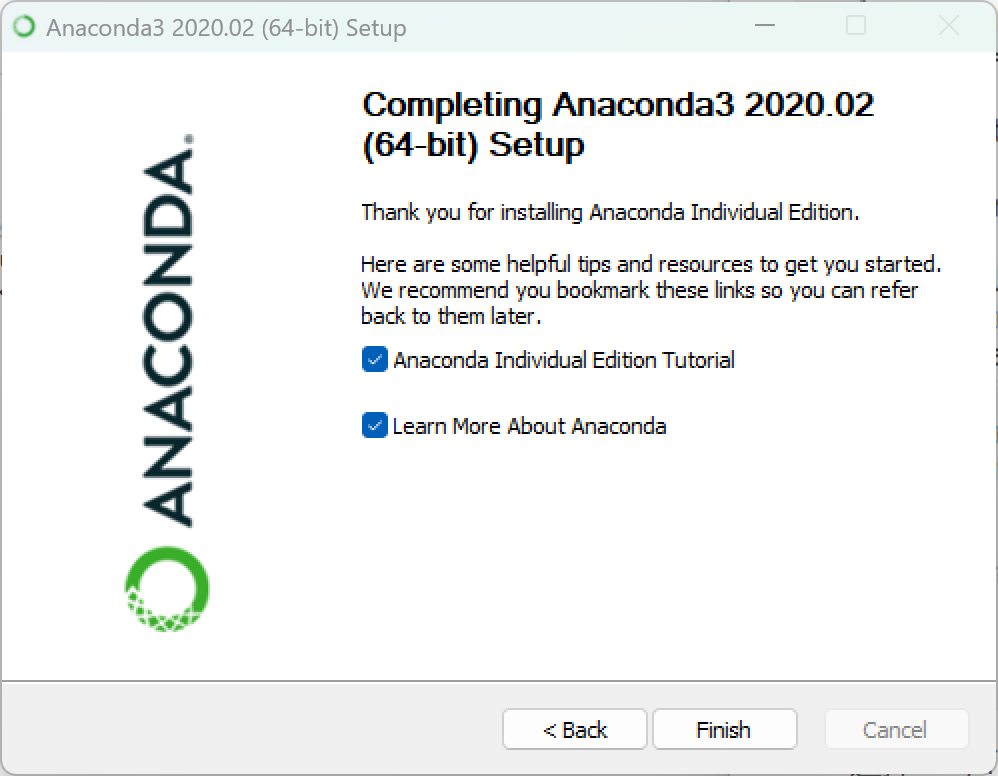 Anaconda3 2020.02 (64-bit) Setup
Completing Anaconda3 2020.02
(64-bit) Setup
ANACONDA.
Thank you for installing Anaconda Individual Edition.
Here are some helpful tips and resources to get you started.
We recommend you bookmark these links so you can refer
back to them later.
Anaconda Individual Edition Tutorial
Learn More About Anaconda
< Back
Finish
Cancel